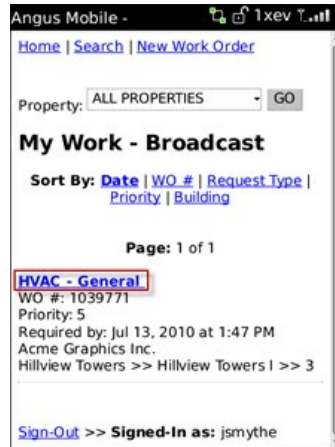 Angus Mobile - 1xev
Home | Search | New Work Order
Property: ALL PROPERTIES GO
My Work - Broadcast
Sort By: Date | WO # | Request Type |
Priority | Building
Page: 1 of 1
HVAC - General
WO #: 1039771
Priority: 5
Required by: Jul 13, 2010 at 1:47 PM
Acme Graphics Inc.
Hillview Towers >> Hillview Towers I >> 3
Sign-Out >> Signed-In as: jsmythe